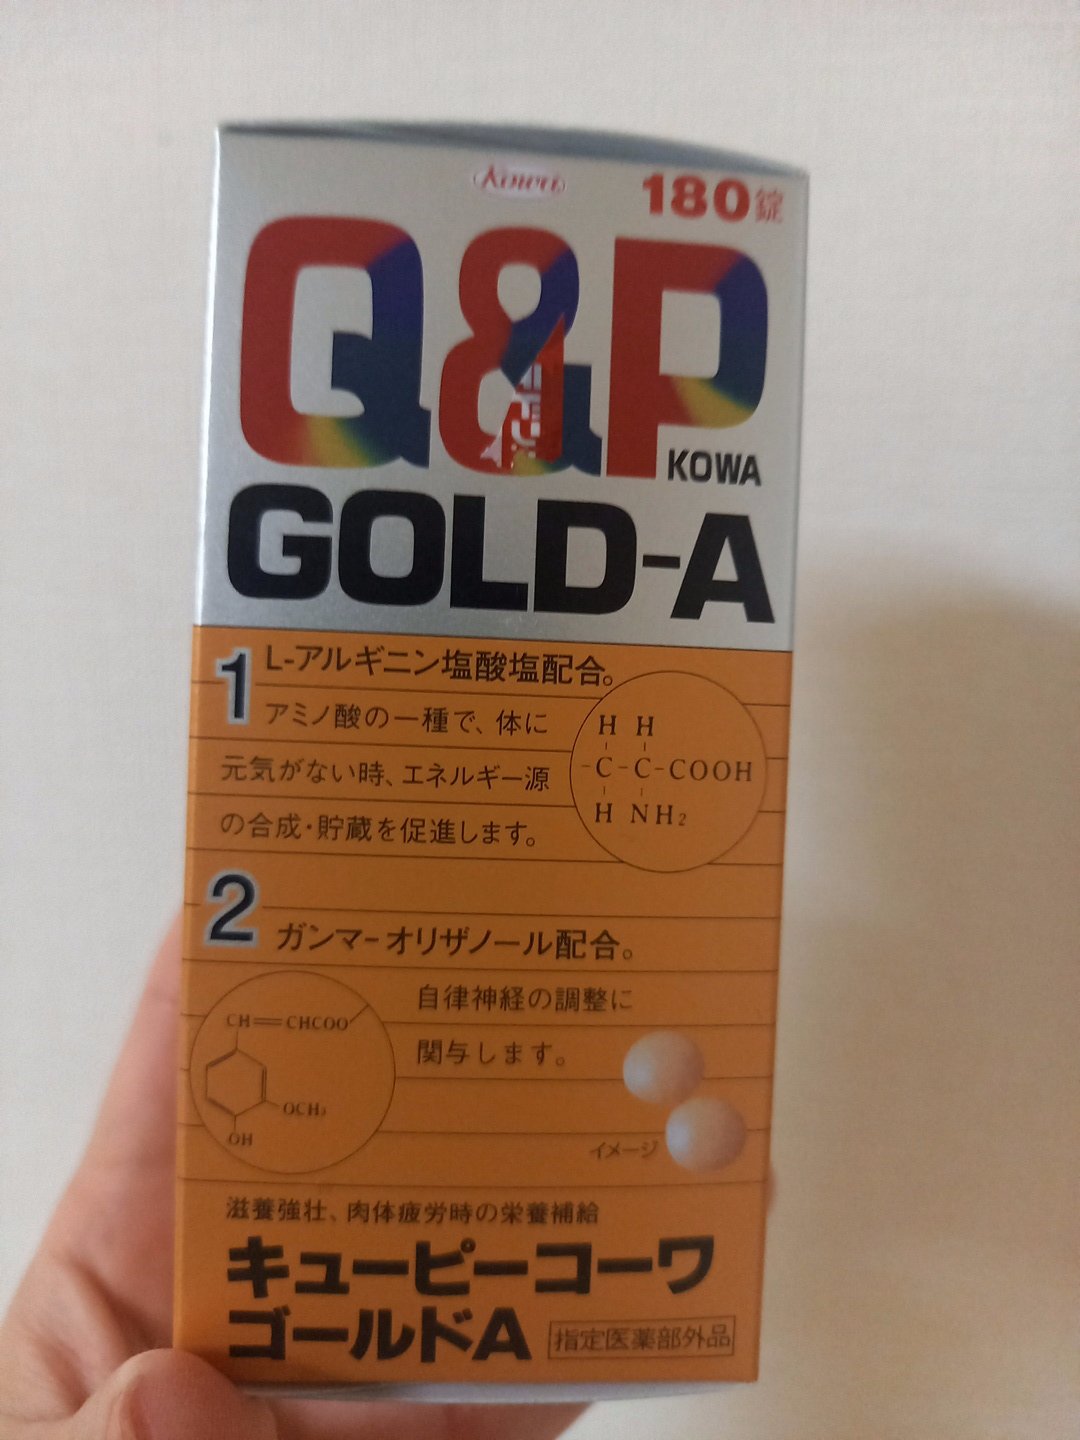 Kowa
180錠
Q&P
KOWA
GOLD-A
1 L-アルギニン塩酸塩配合。
アミノ酸の一種で、体に
元気がない時、エネルギー源
の合成・貯蔵を促進します。
H H
-C-C-COOH
H NH₂
2 ガンマ-オリザノール配合。
自律神経の調整に
関与します。
CH=CHCOO
OCH₃
OH
イメージ
滋養強壮、肉体疲労時の栄養補給
キューピーコーワ
ゴールドA 指定医薬部外品